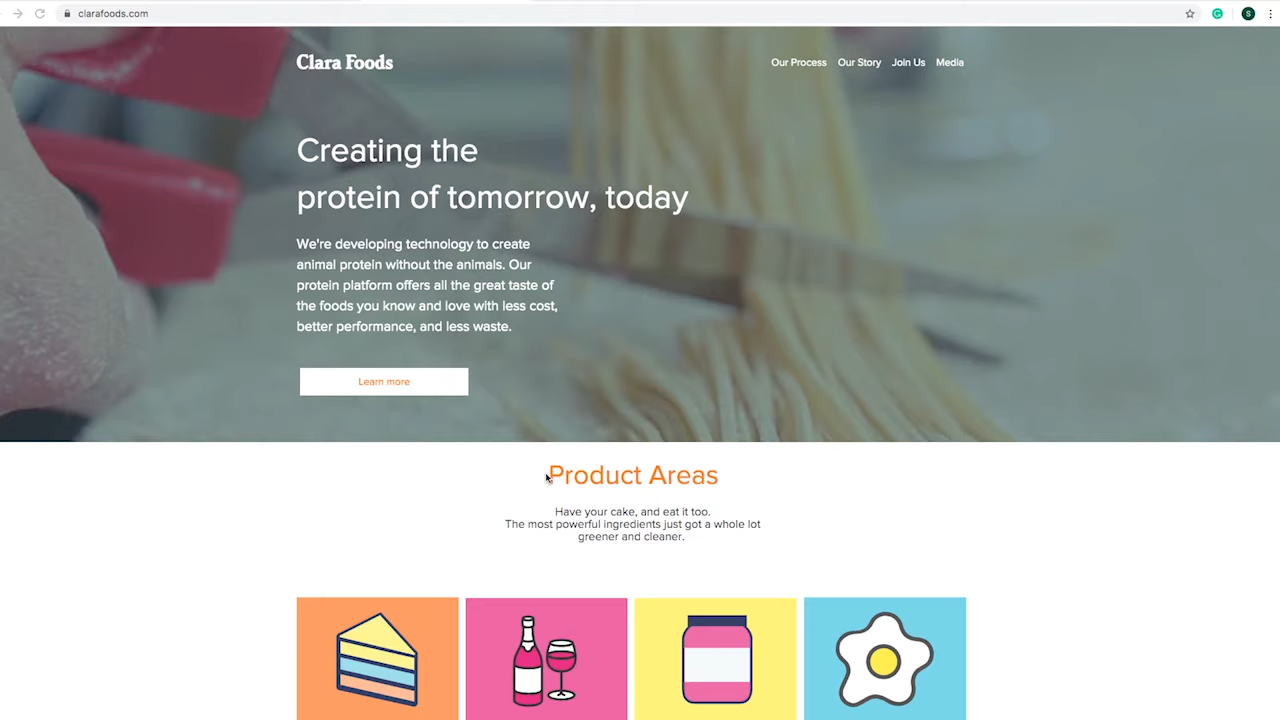 clarafoods.com
S
Clara Foods
Our Process Our Story Join Us Media
Creating the
protein of tomorrow, today
We're developing technology to create
animal protein without the animals. Our
protein platform offers all the great taste of
the foods you know and love with less cost,
better performance, and less waste.
Learn more
Product Areas
Have your cake, and eat it too.
The most powerful ingredients just got a whole lot
greener and cleaner.